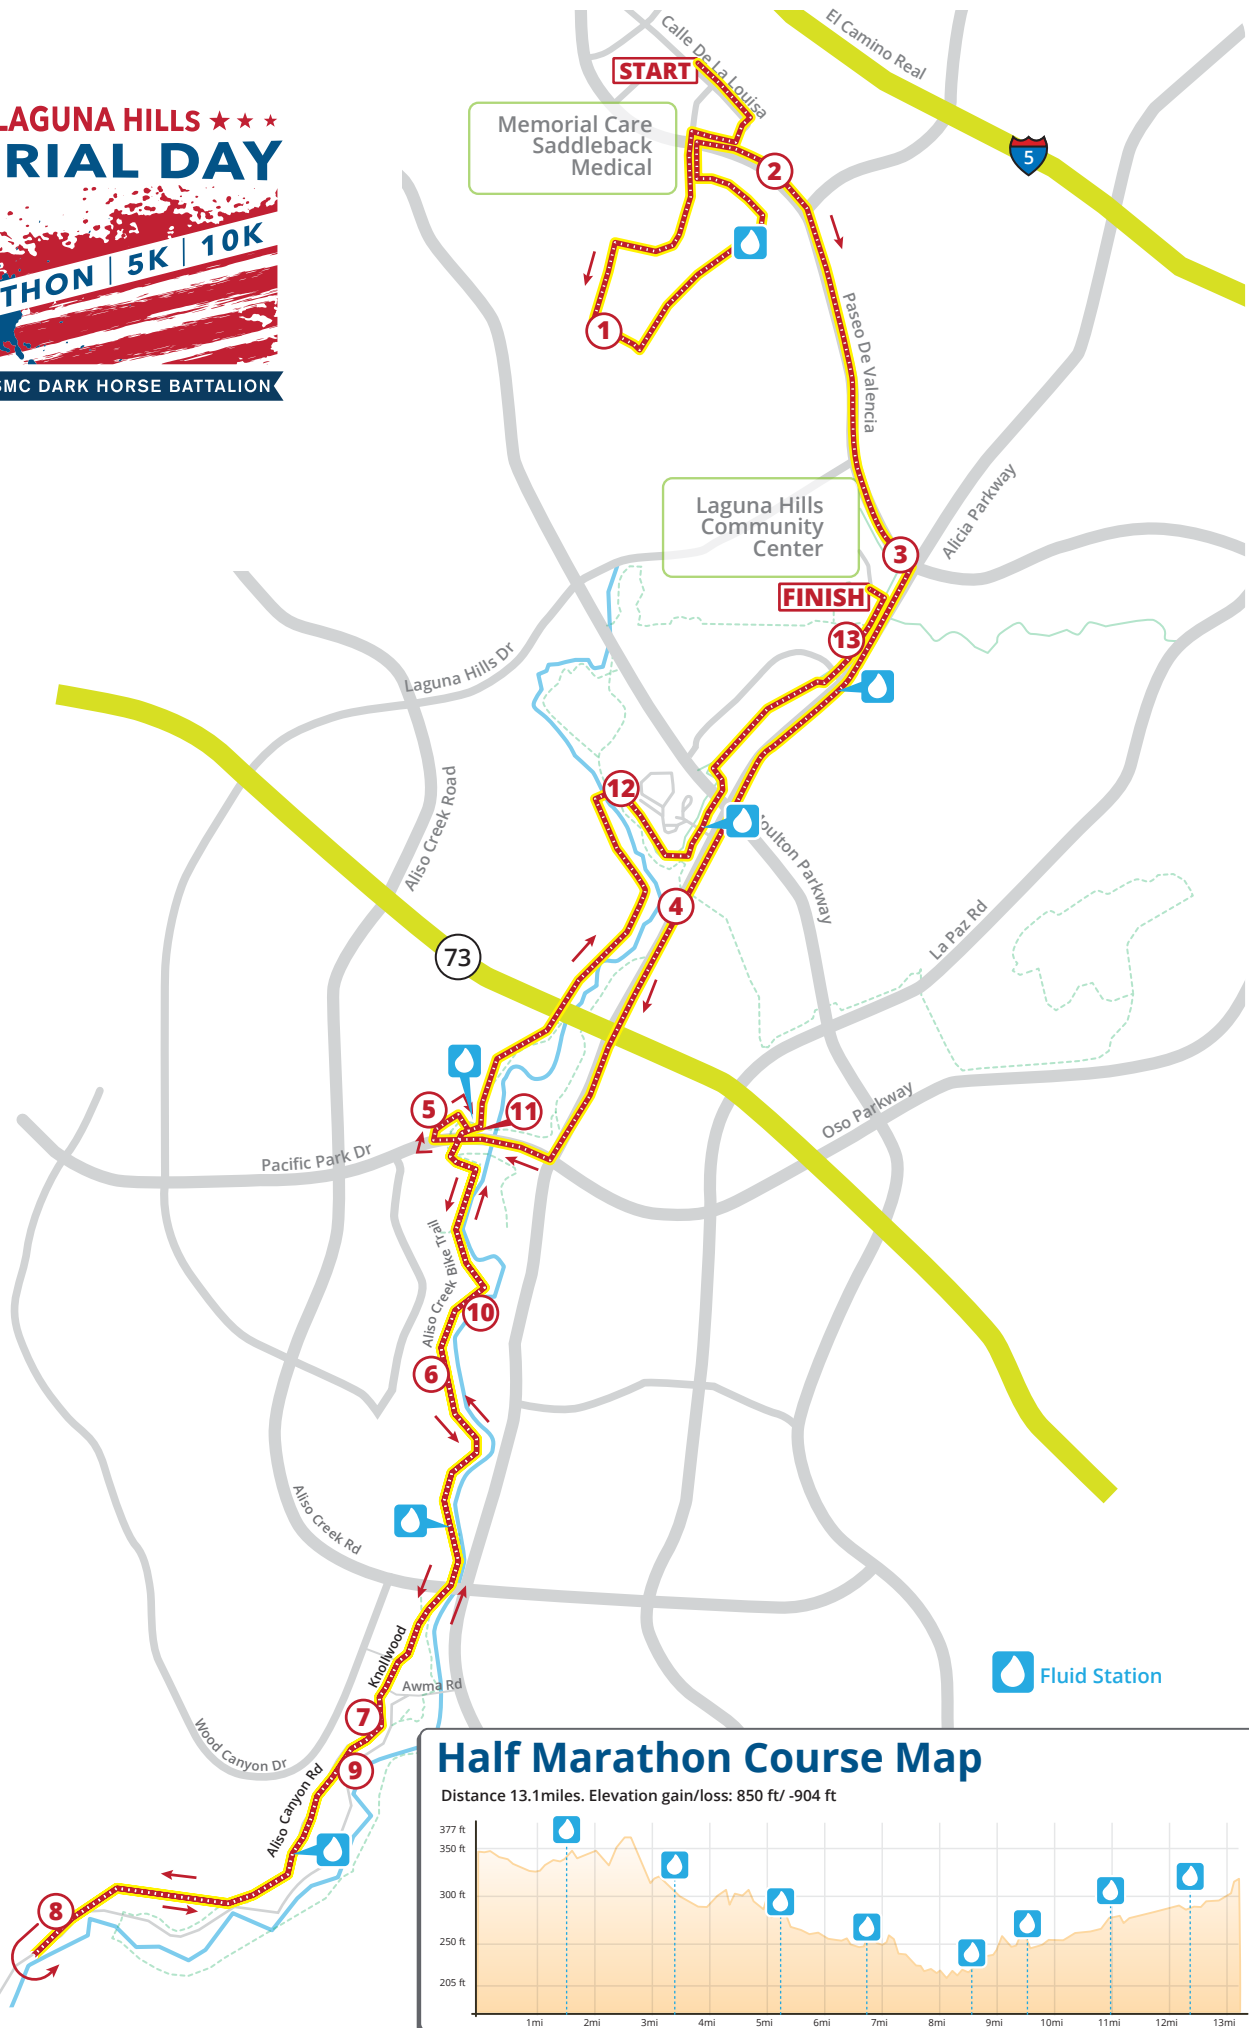 Calle De La Louisa
El Camino Real
START
LAGUNA HILLS
RIAL DAY
THON | 5K | 10K
SMC DARK HORSE BATTALION
Memorial Care
Saddleback
Medical
2
5
1
Paseo De Valencia
Laguna Hills
Community
Center
Alicia Parkway
3
FINISH
13
Laguna Hills Dr
Aliso Creek Road
12
oulton Parkway
4
La Paz Rd
73
5
11
Oso Parkway
Pacific Park Dr
Aliso Creek Bike Trail
10
6
Aliso Creek Rd
Knollwood
Awma Rd
Fluid Station
7
Wood Canyon Dr
9
Aliso Canyon Rd
8
Half Marathon Course Map
Distance 13.1miles. Elevation gain/loss: 850 ft/ -904 ft
377 ft
350 ft
300 ft
250 ft
205 ft
1mi 2mi 3mi 4mi 5mi 6mi 7mi 8mi 9mi 10mi 11mi 12mi 13mi